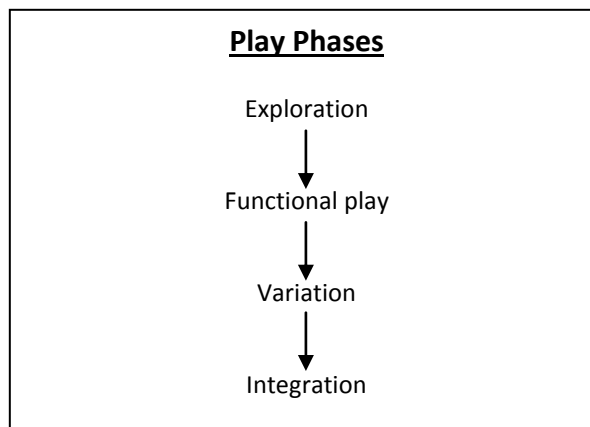 Play Phases
Exploration
Functional play
Variation
Integration